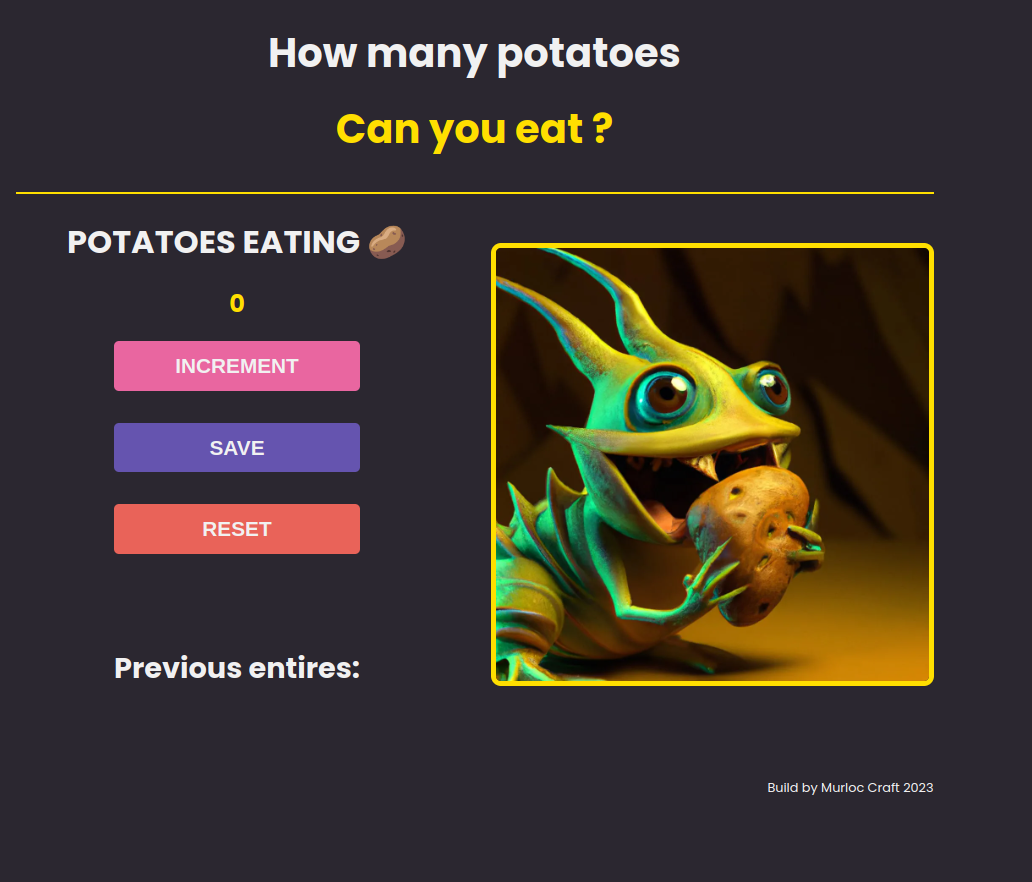 How many potatoes
Can you eat ?
POTATOES EATING 🥔
0
INCREMENT
SAVE
RESET
Previous entires:
Build by Murloc Craft 2023